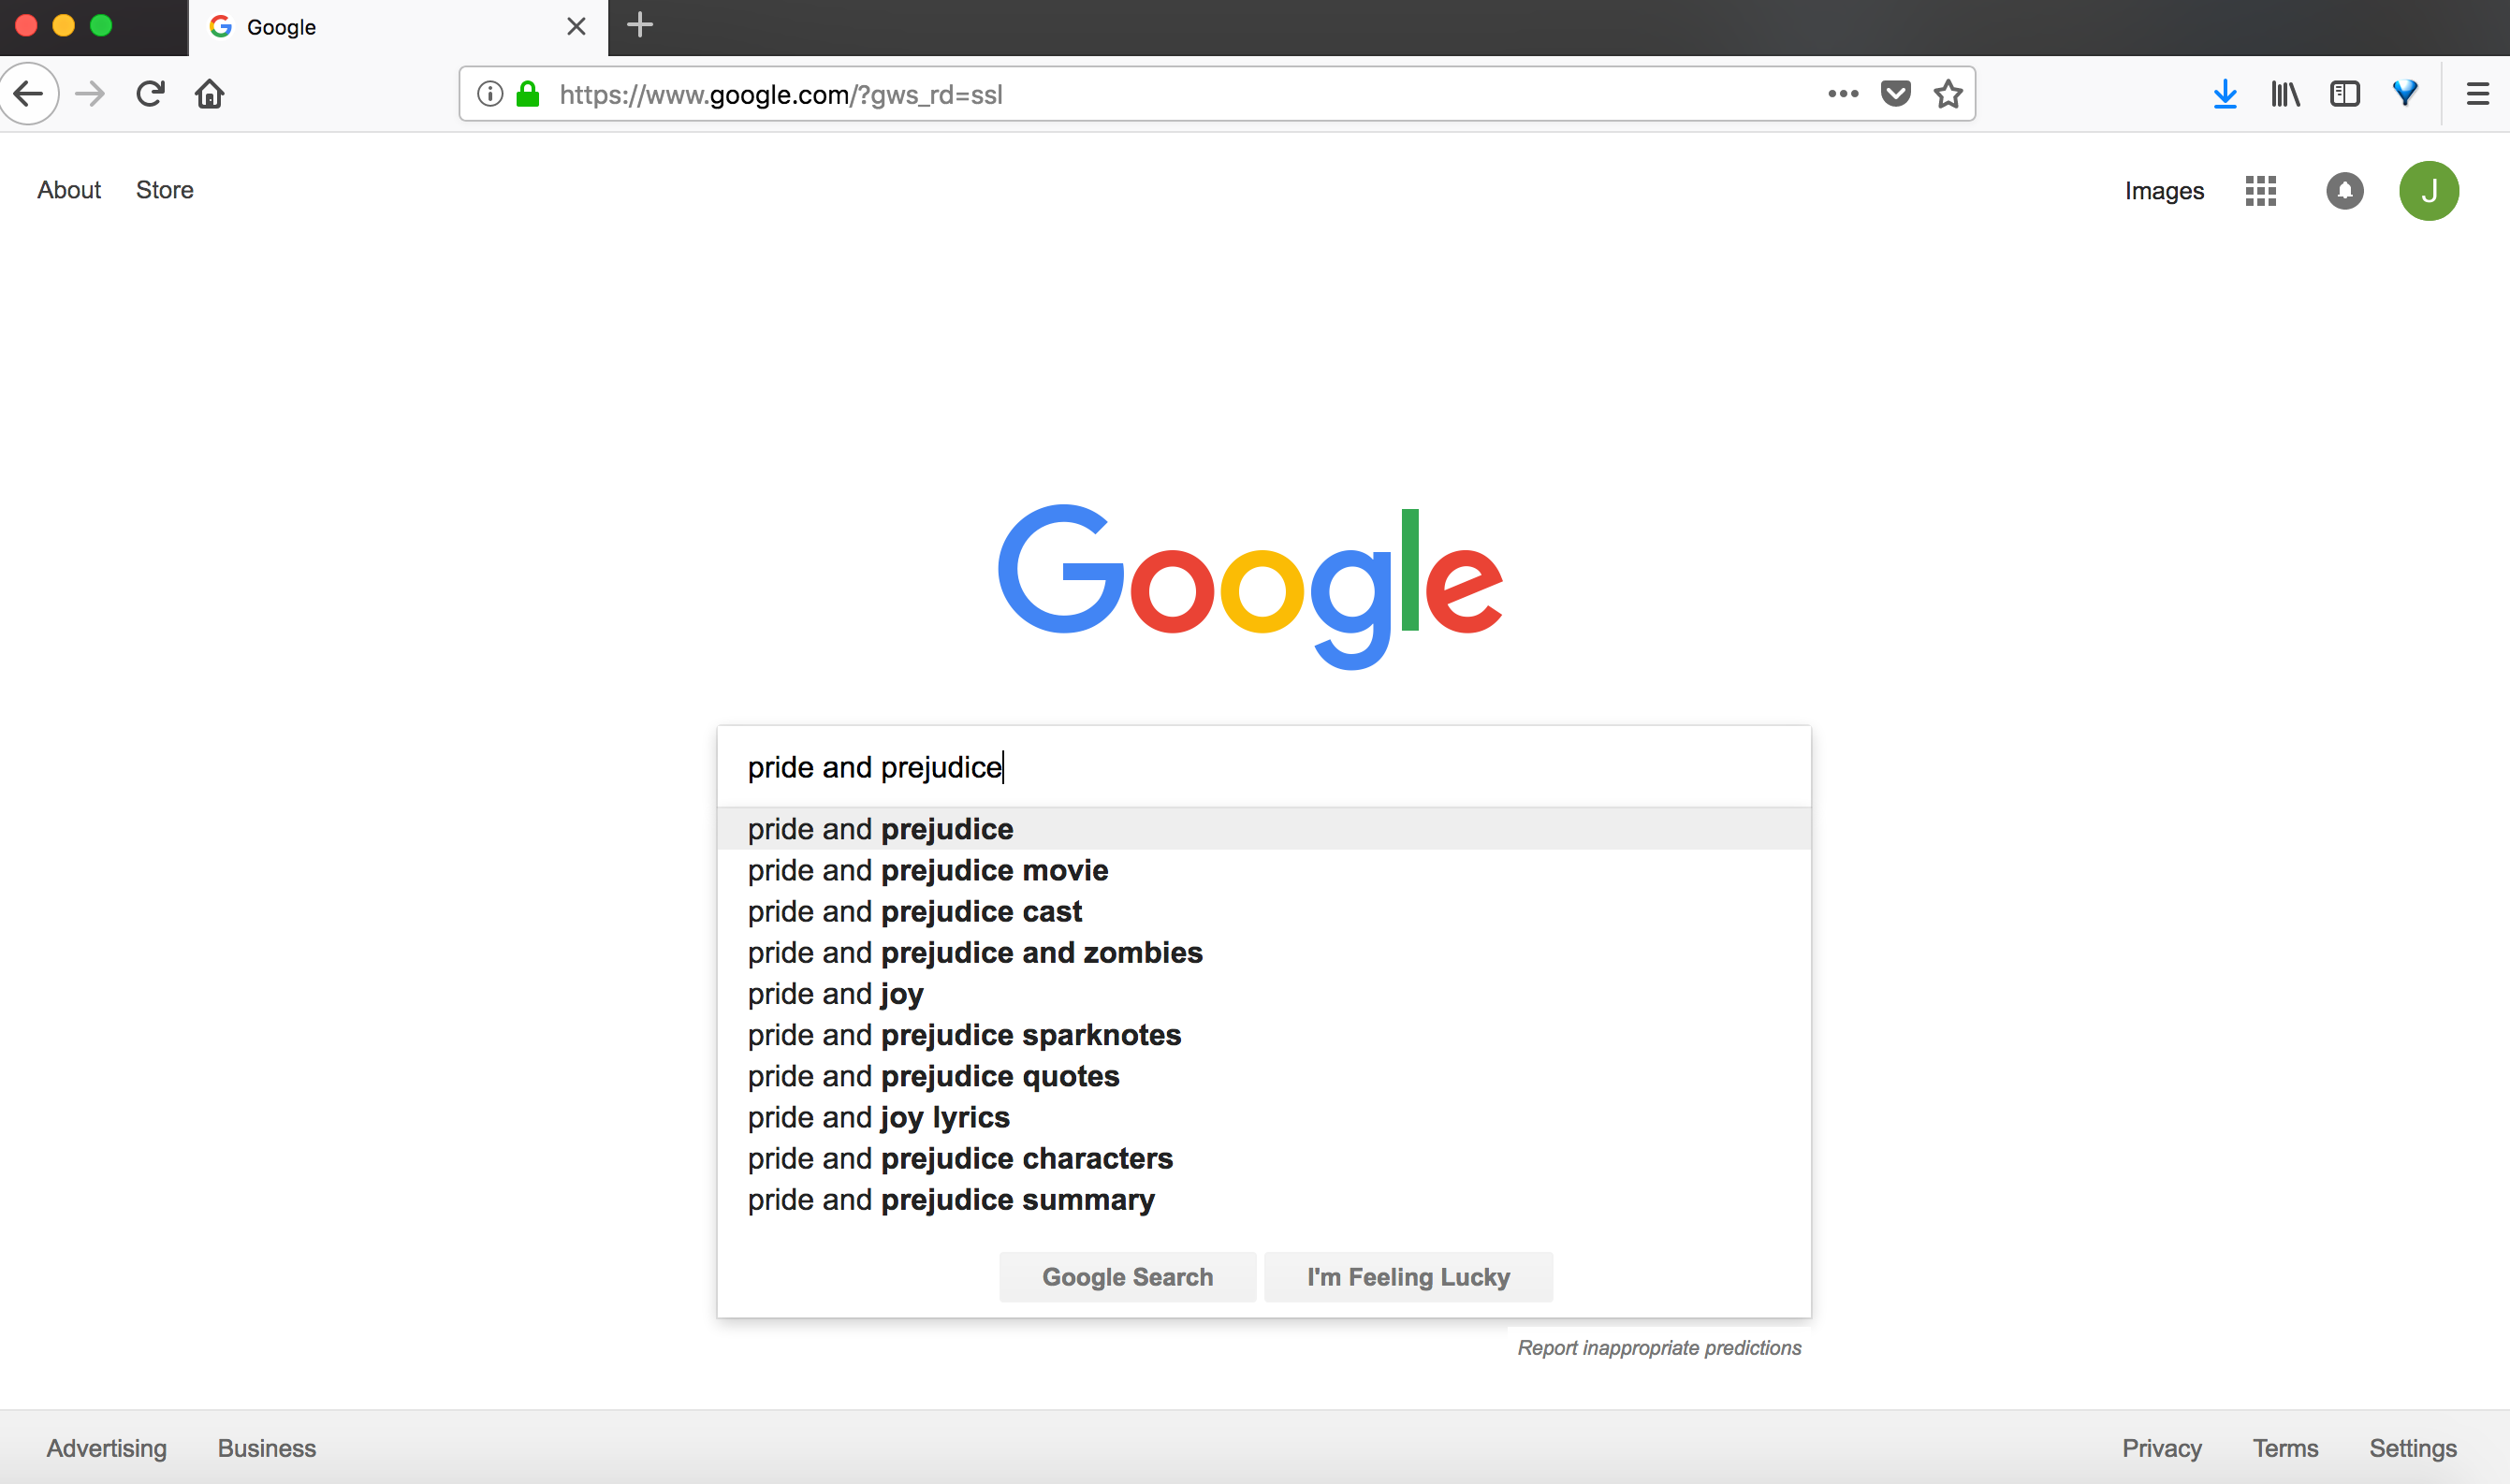 Google
https://www.google.com/?gws_rd=ssl
About Store Images J
Google
pride and prejudice
pride and prejudice
pride and prejudice movie
pride and prejudice cast
pride and prejudice and zombies
pride and joy
pride and prejudice sparknotes
pride and prejudice quotes
pride and joy lyrics
pride and prejudice characters
pride and prejudice summary
Google Search I'm Feeling Lucky
Report inappropriate predictions
Advertising Business Privacy Terms Settings